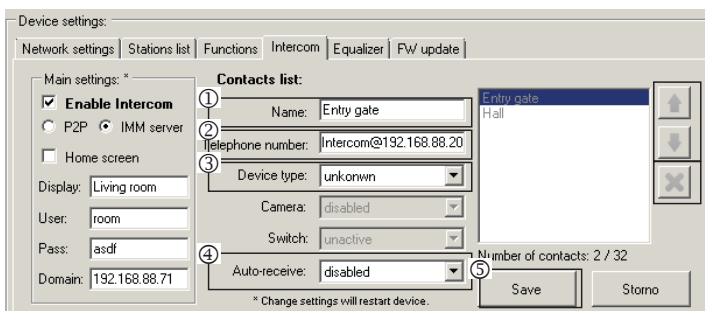 Device settings:
Network settings Stations list Functions Intercom Equalizer FW update
Main settings: *
Enable Intercom
P2P IMM server
Home screen
Display: Living room
User: room
Pass: asdf
Domain: 192.168.88.71
Contacts list:
① Name: Entry gate
② Telephone number: Intercom@192.168.88.20
③ Device type: unkonwn
Camera: disabled
Switch: unactive
④ Auto-receive: disabled
* Change settings will restart device.
Entry gate
Hall
Number of contacts: 2 / 32
⑤ Save Storno